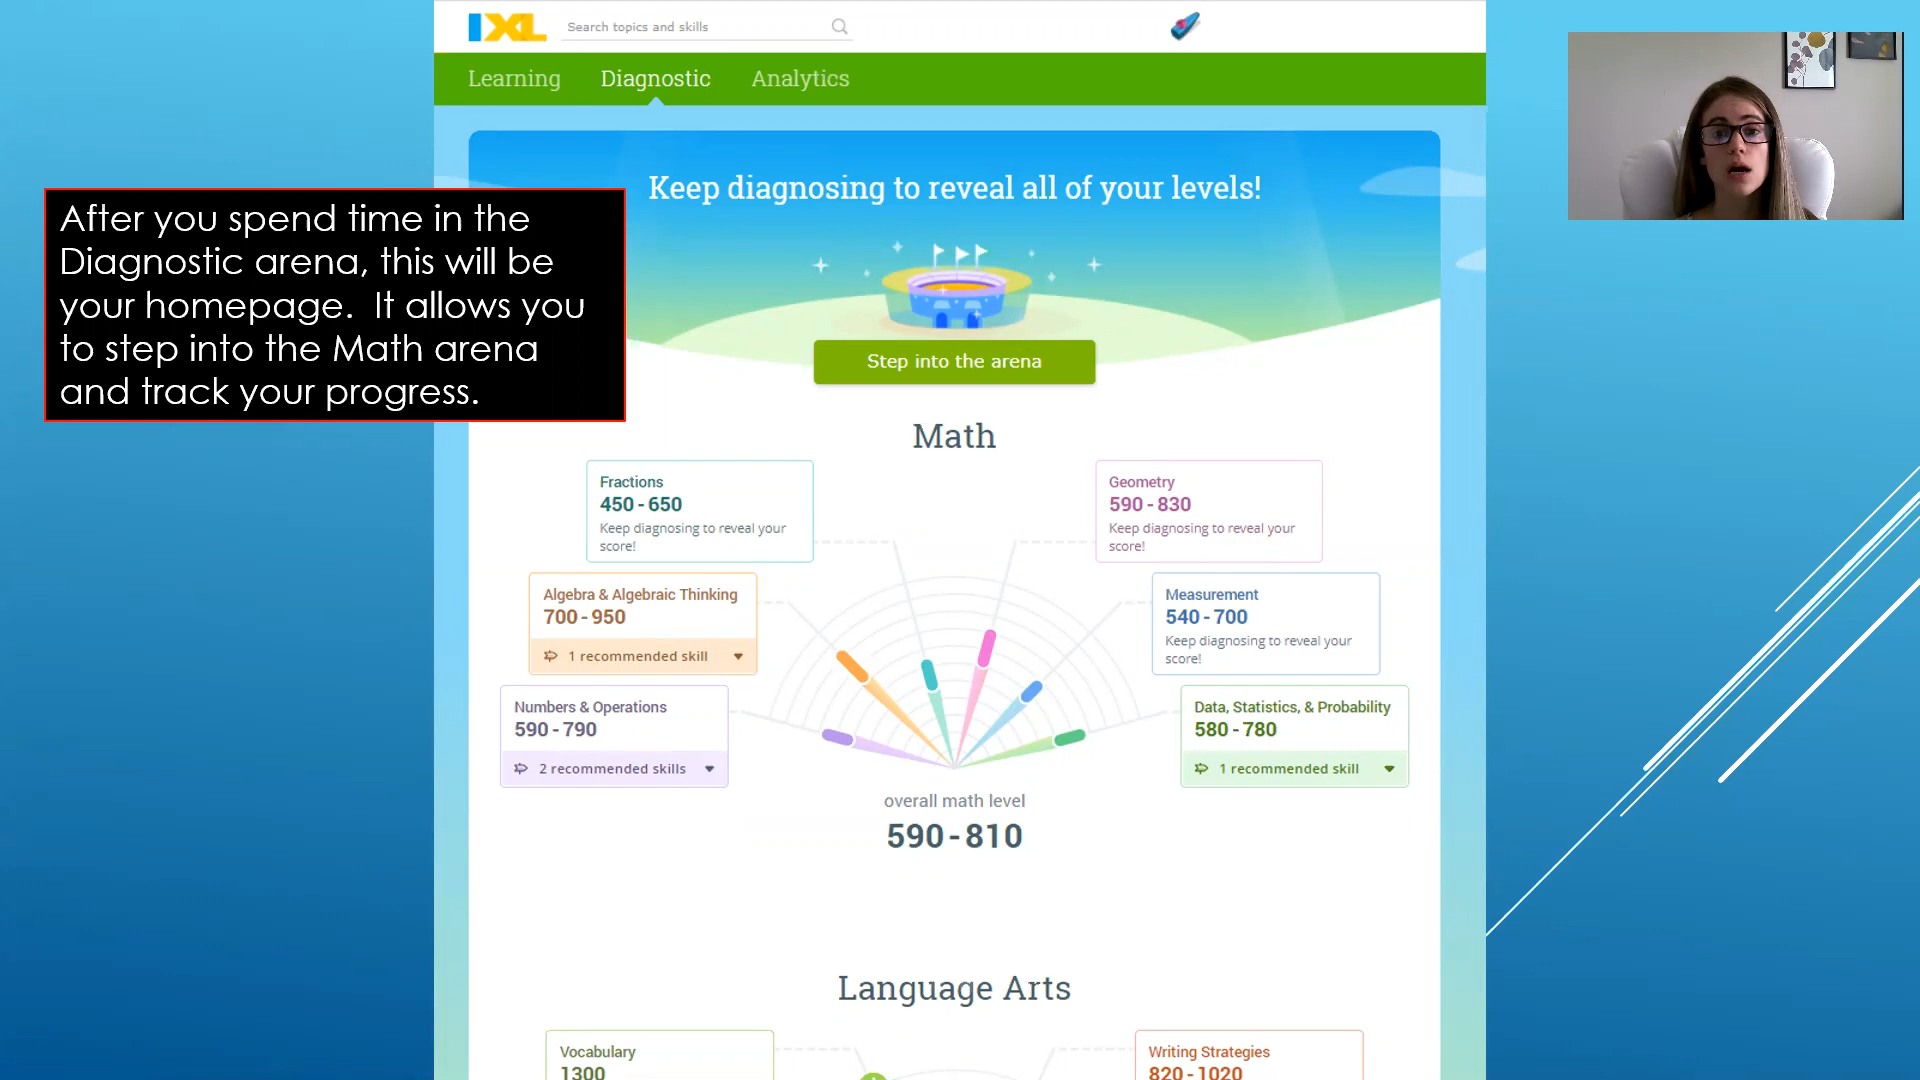 IXL
Search topics and skills
Learning
Diagnostic
Analytics
Keep diagnosing to reveal all of your levels!
After you spend time in the
Diagnostic arena, this will be
your homepage.  It allows you
to step into the Math arena
and track your progress.
Step into the arena
Math
Fractions
450 - 650
Keep diagnosing to reveal your
score!
Geometry
590 - 830
Keep diagnosing to reveal your
score!
Algebra & Algebraic Thinking
700 - 950
1 recommended skill
Measurement
540 - 700
Keep diagnosing to reveal your
score!
Numbers & Operations
590 - 790
2 recommended skills
Data, Statistics, & Probability
580 - 780
1 recommended skill
overall math level
590 - 810
Language Arts
Vocabulary
1300
Writing Strategies
820 - 1020